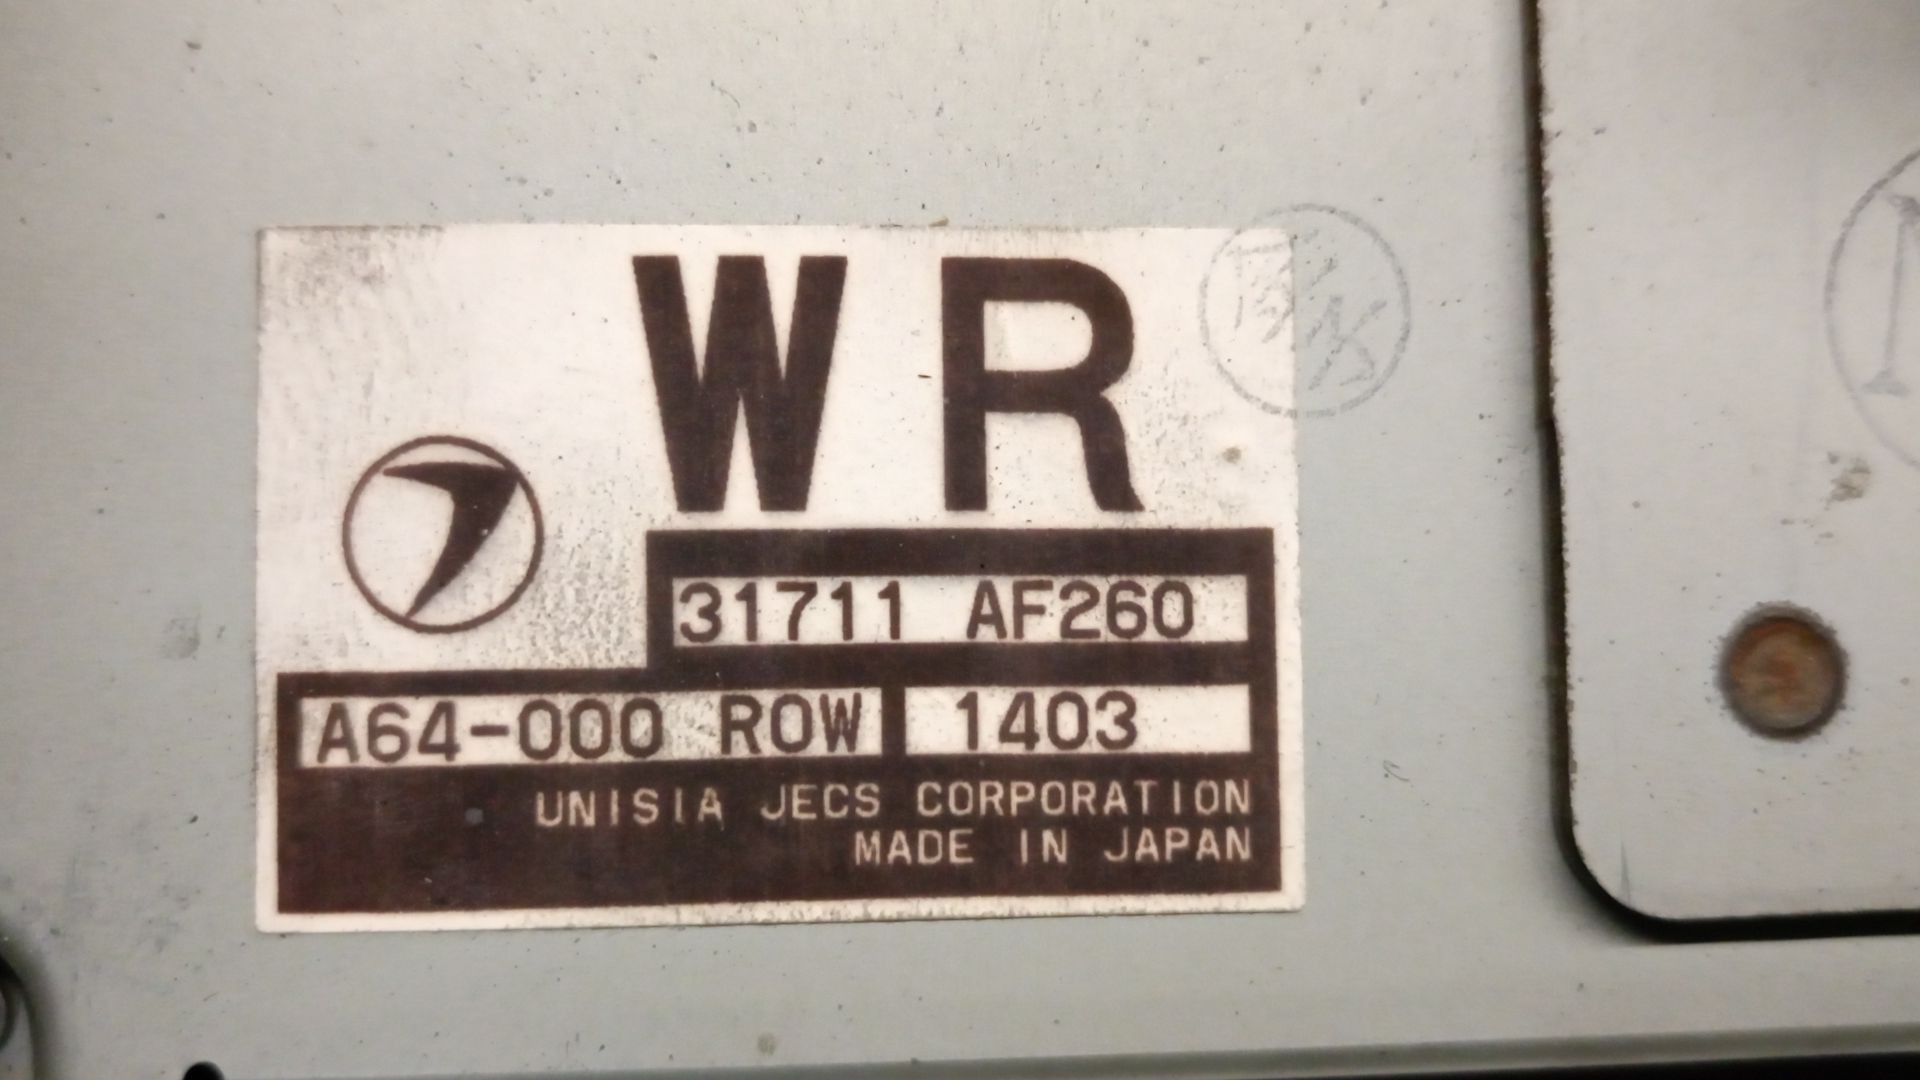 WR
31711 AF260
A64-000 ROW 1403
UNISIA JECS CORPORATION
MADE IN JAPAN